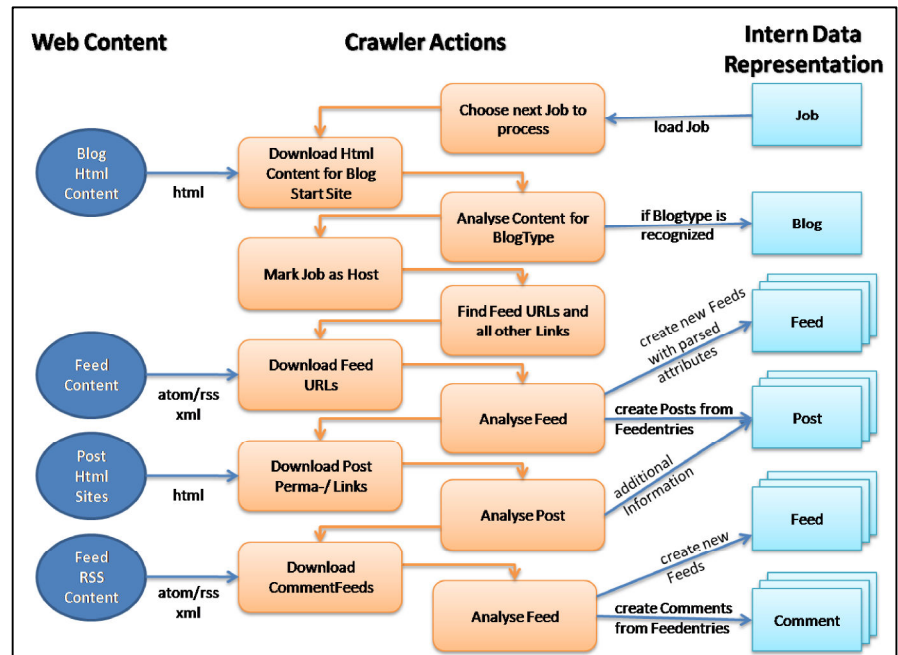 Web Content
Crawler Actions
Intern Data
Representation
Choose next Job to
process
load Job
Job
Blog
Html
Content
html
Download Html
Content for Blog
Start Site
Analyse Content for
BlogType
if Blogtype is
recognized
Blog
Mark Job as Host
Find Feed URLs and
all other Links
create new Feeds
with parsed
attributes
Feed
Feed
Content
atom/rss
xml
Download Feed
URLs
Analyse Feed
create Posts from
Feedentries
Post
Post
Html
Sites
html
Download Post
Perma-/ Links
Analyse Post
additional
Information
Feed
RSS
Content
atom/rss
xml
Download
CommentFeeds
Analyse Feed
create new
Feeds
Feed
create Comments
from Feedentries
Comment